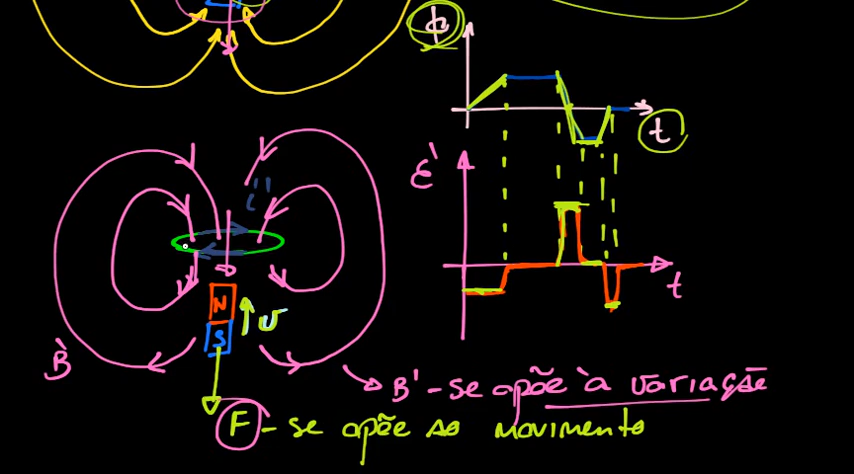 ϕ
t
ε'
i''
t
N
S
v
B
B' - se opõe à variação
F - se opõe ao movimento